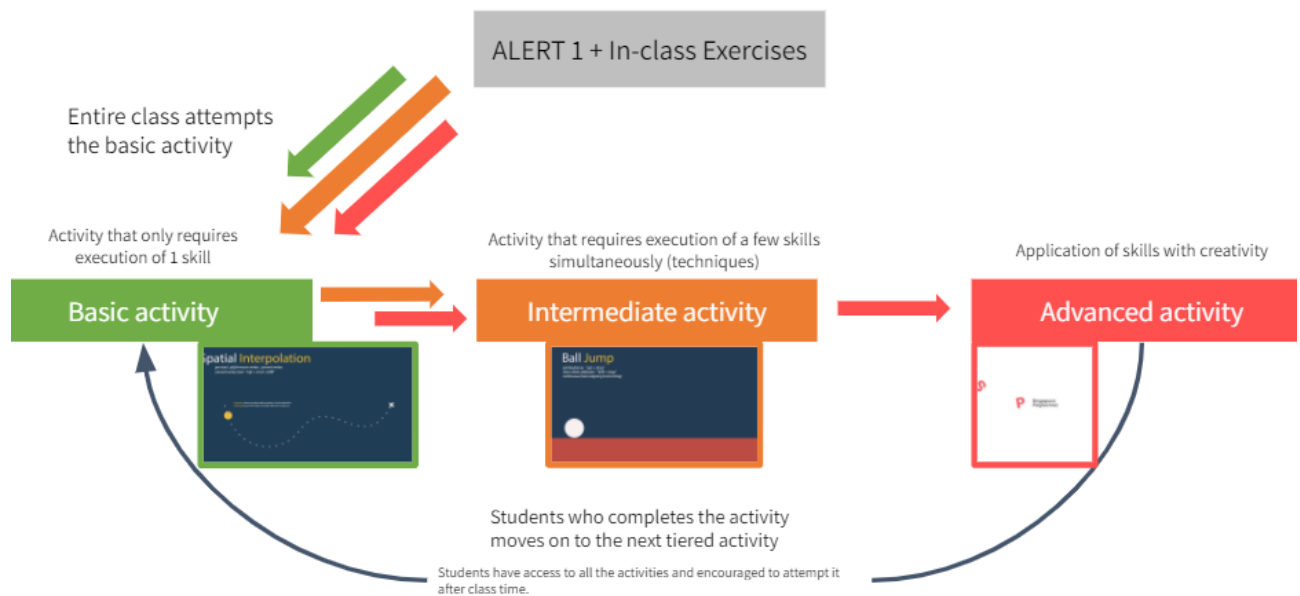 ALERT 1 + In-class Exercises
Entire class attempts
the basic activity
Activity that only requires
execution of 1 skill
Activity that requires execution of a few skills
simultaneously (techniques)
Application of skills with creativity
Basic activity
Intermediate activity
Advanced activity
Spatial Interpolation
Ball Jump
S
P
Singapore
Polytechnic
Students who completes the activity
moves on to the next tiered activity
Students have access to all the activities and encouraged to attempt it
after class time.